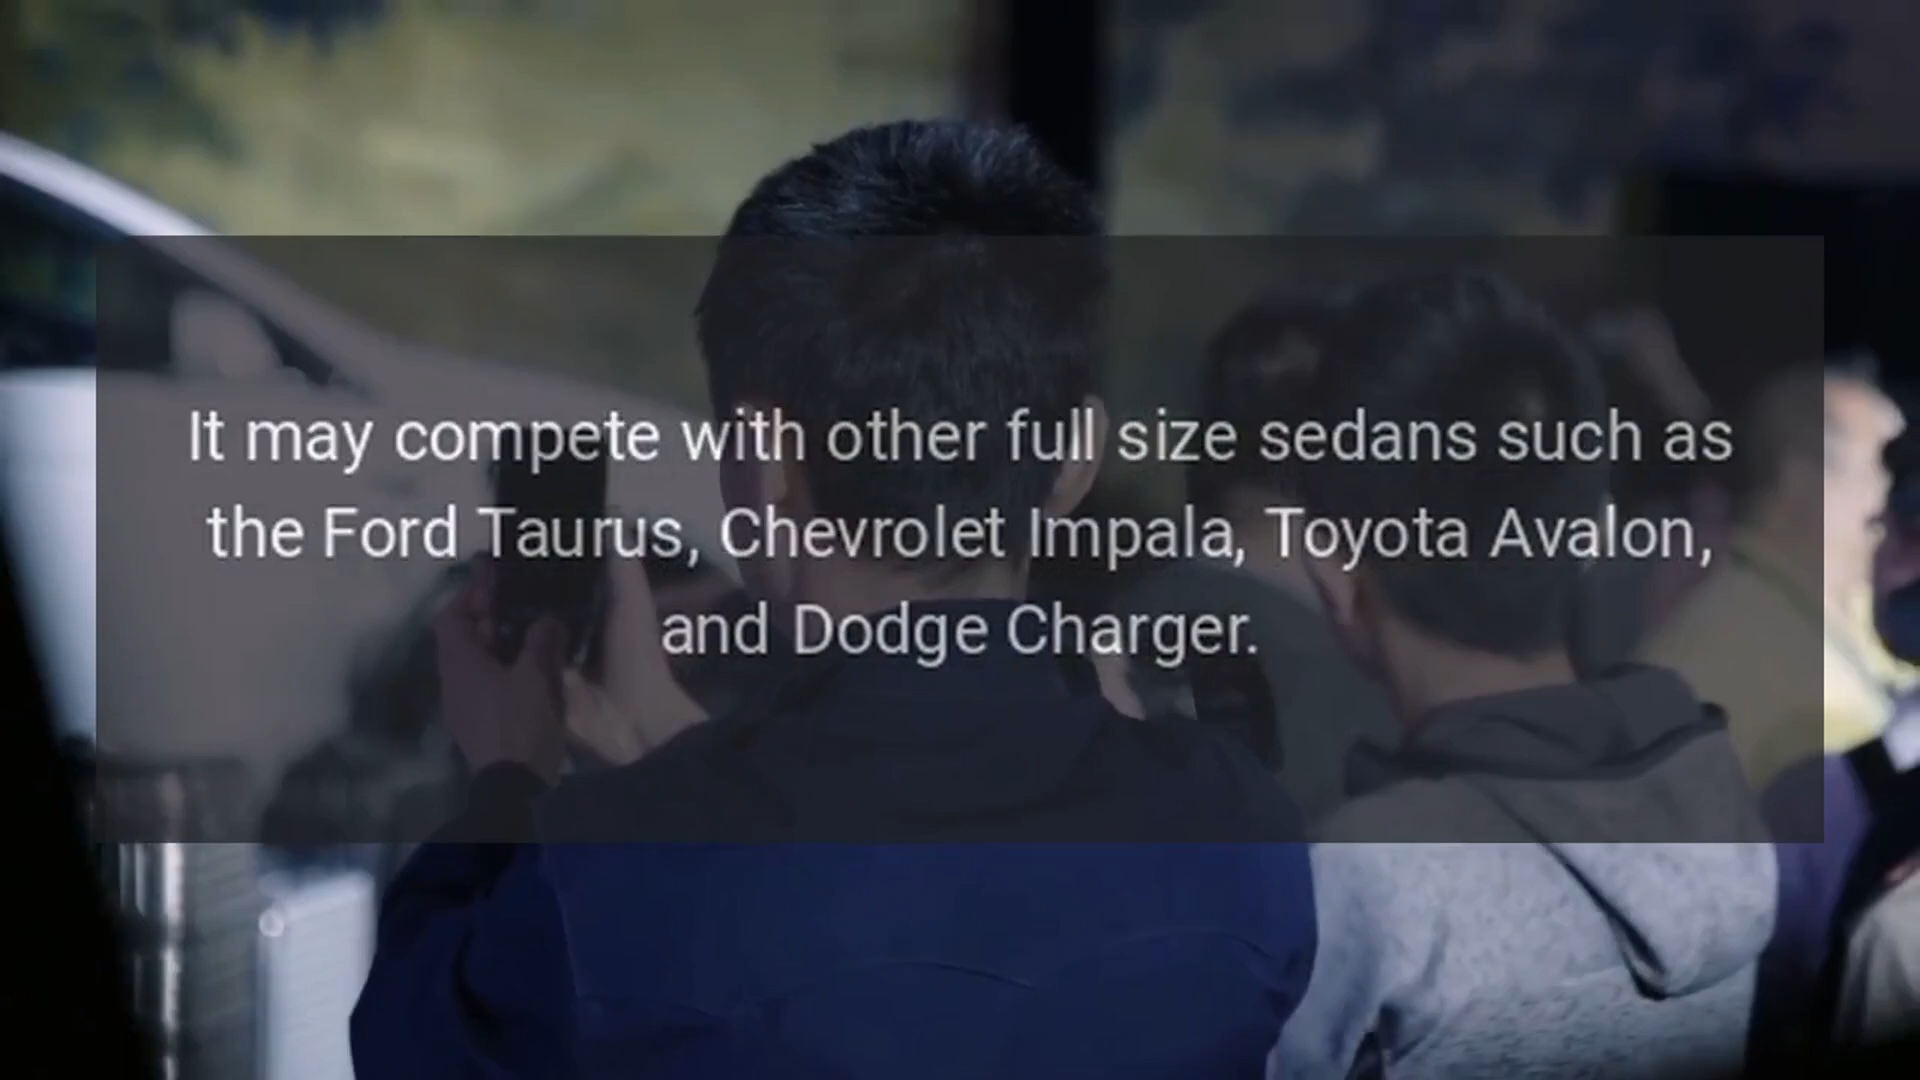 It may compete with other full size sedans such as
the Ford Taurus, Chevrolet Impala, Toyota Avalon,
and Dodge Charger.